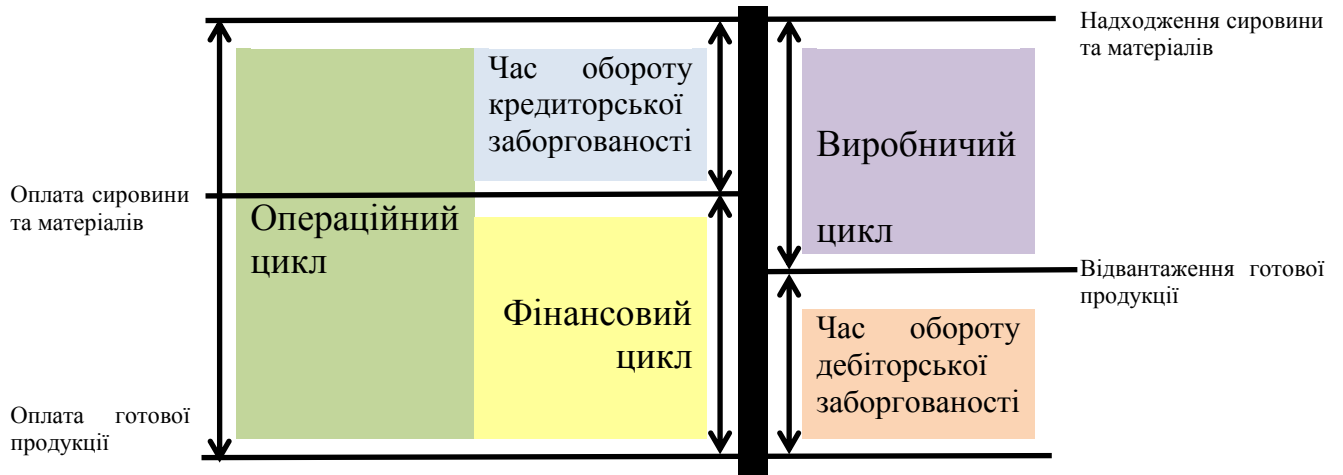 Надходження сировини
та матеріалів
Час обороту
кредиторської
заборгованості
Виробничий
цикл
Оплата сировини
та матеріалів
Операційний
цикл
Відвантаження готової
продукції
Фінансовий
цикл
Час обороту
дебіторської
заборгованості
Оплата готової
продукції